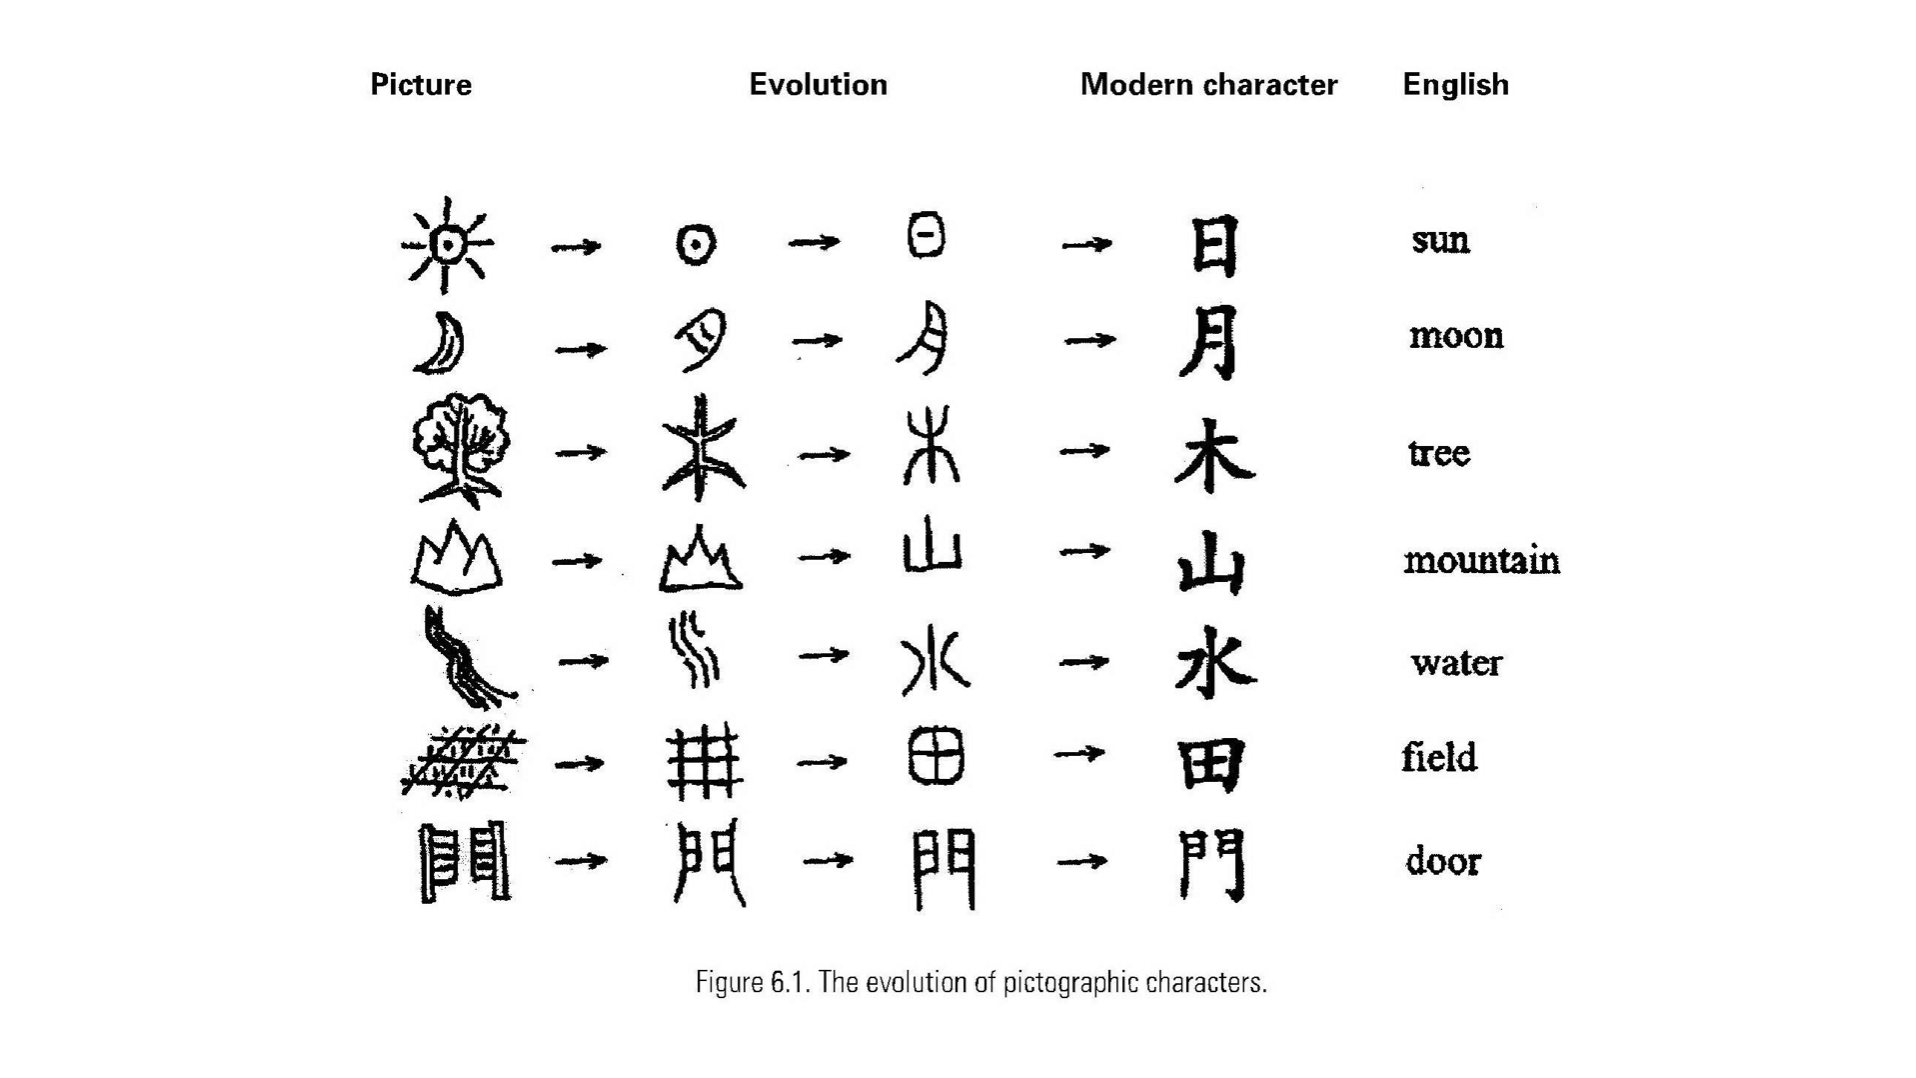 Picture Evolution Modern character English
日 sun
月 moon
木 tree
山 mountain
水 water
田 field
門 door
Figure 6.1. The evolution of pictographic characters.